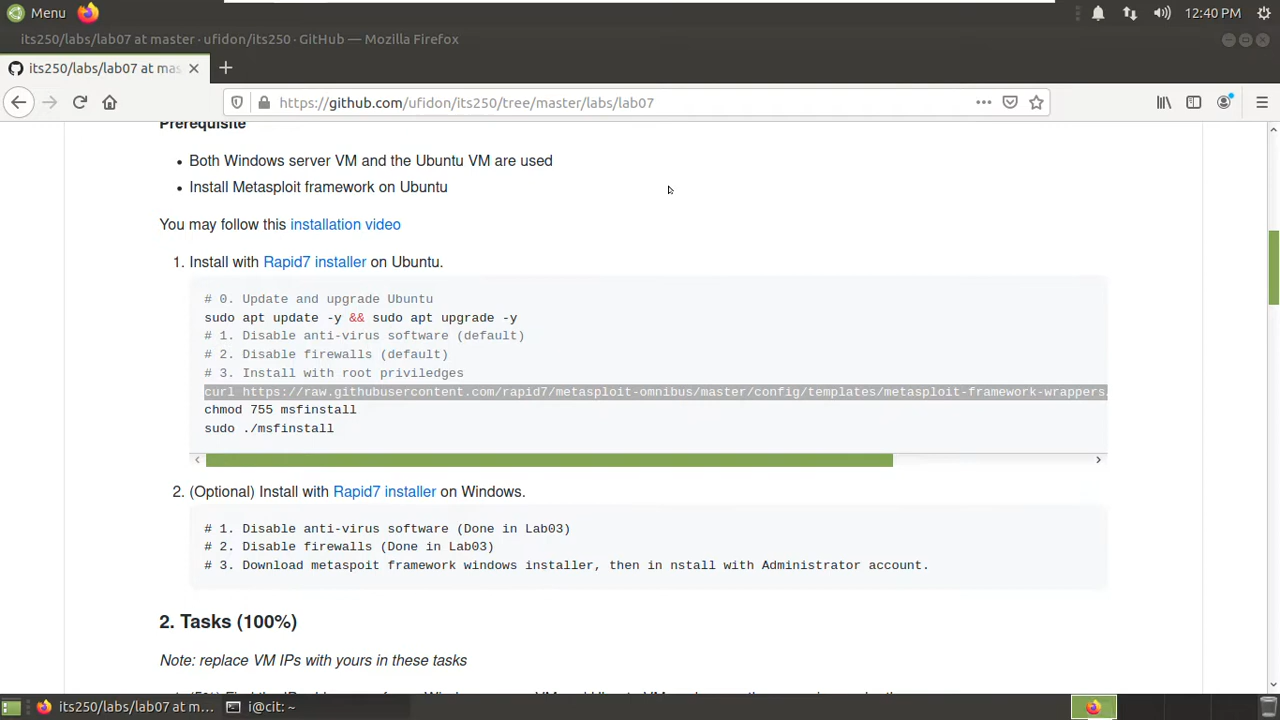 Menu
12:40 PM
its250/labs/lab07 at master · ufidon/its250 · GitHub — Mozilla Firefox
its250/labs/lab07 at mas
https://github.com/ufidon/its250/tree/master/labs/lab07
Prerequisite
• Both Windows server VM and the Ubuntu VM are used
• Install Metasploit framework on Ubuntu
You may follow this installation video
1. Install with Rapid7 installer on Ubuntu.
# 0. Update and upgrade Ubuntu
sudo apt update -y && sudo apt upgrade -y
# 1. Disable anti-virus software (default)
# 2. Disable firewalls (default)
# 3. Install with root priviledges
curl https://raw.githubusercontent.com/rapid7/metasploit-omnibus/master/config/templates/metasploit-framework-wrappers
chmod 755 msfinstall
sudo ./msfinstall
2. (Optional) Install with Rapid7 installer on Windows.
# 1. Disable anti-virus software (Done in Lab03)
# 2. Disable firewalls (Done in Lab03)
# 3. Download metaspoit framework windows installer, then in nstall with Administrator account.
2. Tasks (100%)
Note: replace VM IPs with yours in these tasks
its250/labs/lab07 at m...
i@cit: ~